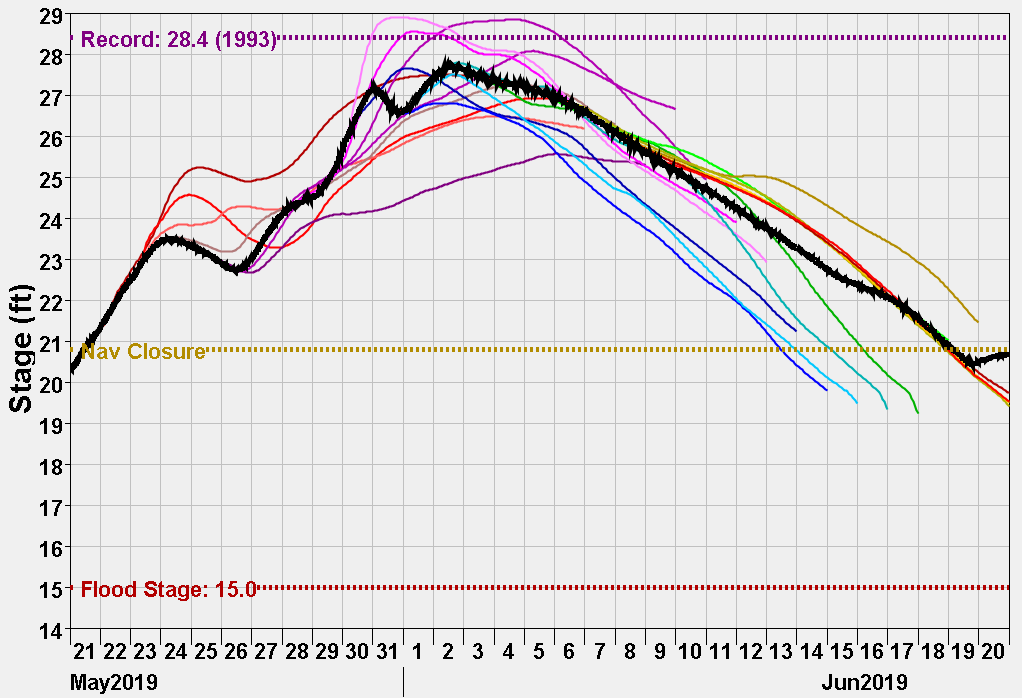 29
Record: 28.4 (1993)
28
27
26
25
24
23
22
21
Nav Closure
20
19
18
17
16
15
Flood Stage: 15.0
14
Stage (ft)
21 22 23 24 25 26 27 28 29 30 31 1 2 3 4 5 6 7 8 9 10 11 12 13 14 15 16 17 18 19 20
May2019 Jun2019